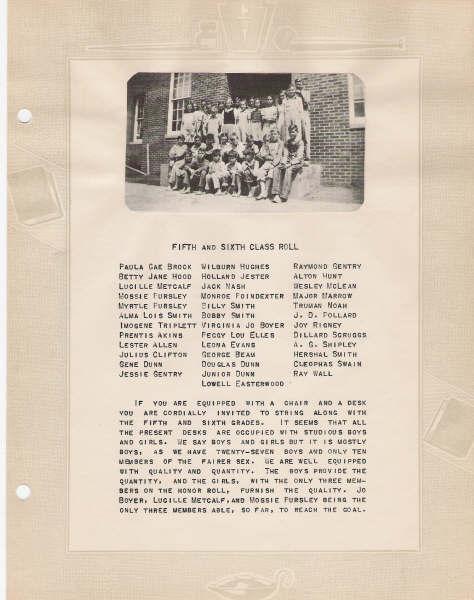 FIFTH AND SIXTH CLASS ROLL
PAULA GAE BROCK WILBURN HUGHES RAYMOND GENTRY
BETTY JANE HOOD HOLLAND JESTER ALTON HUNT
LUCILLE METCALF JACK NASH WESLEY MCLEAN
MOSSIE PURSLEY MONROE POINDEXTER MAJOR MARROW
MYRTLE PURSLEY BILLY SMITH TRUMAN NOAH
ALMA LOIS SMITH BOBBY SMITH J. D. POLLARD
IMOGENE TRIPLETT VIRGINIA JO BOYER JOY RIGNEY
PRENTIS AKINS PEGGY LOU ELLES DILLARD SCRUGGS
LESTER ALLEN LEONA EVANS A. G. SHIPLEY
JULIUS CLIFTON GEORGE BEAM HERSHAL SMITH
GENE DUNN DOUGLAS DUNN CLEOPHAS SWAIN
JESSIE GENTRY JUNIOR DUNN RAY WALL
LOWELL EASTERWOOD
IF YOU ARE EQUIPPED WITH A CHAIR AND A DESK
YOU ARE CORDIALLY INVITED TO STRING ALONG WITH
THE FIFTH AND SIXTH GRADES. IT SEEMS THAT ALL
THE PRESENT DESKS ARE OCCUPIED WITH STUDIOUS BOYS
AND GIRLS. WE SAY BOYS AND GIRLS BUT IT IS MOSTLY
BOYS, AS WE HAVE TWENTY-SEVEN BOYS AND ONLY TEN
MEMBERS OF THE FAIRER SEX. WE ARE WELL EQUIPPED
WITH QUALITY AND QUANTITY. THE BOYS PROVIDE THE
QUANTITY, AND THE GIRLS, WITH THE ONLY THREE MEM-
BERS ON THE HONOR ROLL, FURNISH THE QUALITY. JO
BOYER, LUCILLE METCALF, AND MOSSIE PURSLEY BEING THE
ONLY THREE MEMBERS ABLE, SO FAR, TO REACH THE GOAL.